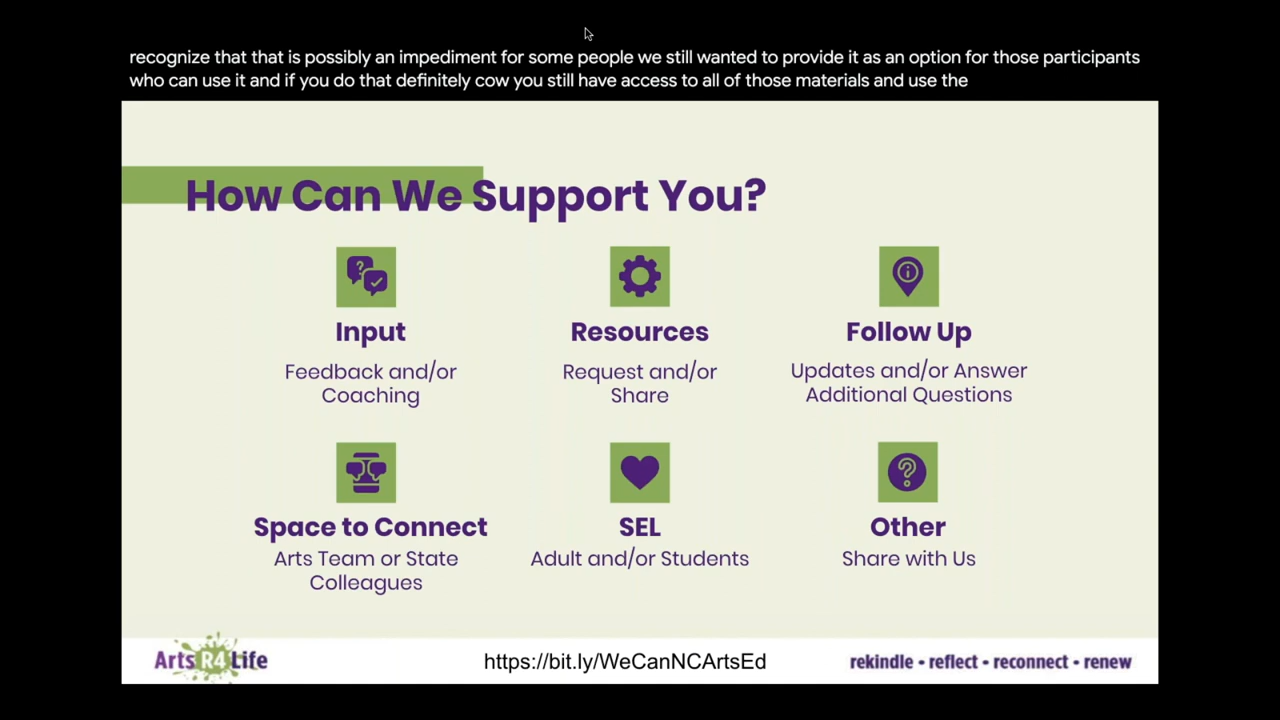 recognize that that is possibly an impediment for some people we still wanted to provide it as an option for those participants
who can use it and if you do that definitely cow you still have access to all of those materials and use the
How Can We Support You?
Input
Feedback and/or
Coaching
Resources
Request and/or
Share
Follow Up
Updates and/or Answer
Additional Questions
Space to Connect
Arts Team or State
Colleagues
SEL
Adult and/or Students
Other
Share with Us
Arts R4 Life
https://bit.ly/WeCanNCArtsEd
rekindle • reflect • reconnect • renew